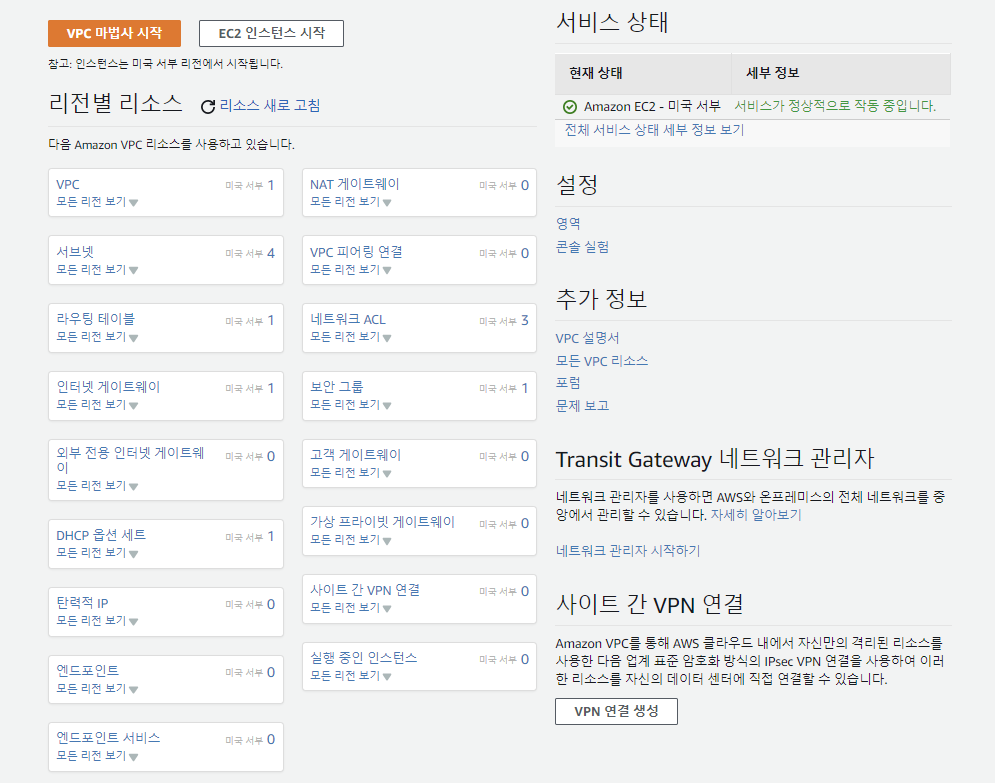 VPC 마법사 시작
EC2 인스턴스 시작
참고: 인스턴스는 미국 서부 리전에서 시작됩니다.
리전별 리소스
리소스 새로 고침
다음 Amazon VPC 리소스를 사용하고 있습니다.
VPC 미국 서부 1
모든 리전 보기
서브넷 미국 서부 4
모든 리전 보기
라우팅 테이블 미국 서부 1
모든 리전 보기
인터넷 게이트웨이 미국 서부 1
모든 리전 보기
외부 전용 인터넷 게이트웨 미국 서부 0
이
모든 리전 보기
DHCP 옵션 세트 미국 서부 1
모든 리전 보기
탄력적 IP 미국 서부 0
모든 리전 보기
엔드포인트 미국 서부 0
모든 리전 보기
엔드포인트 서비스 미국 서부 0
모든 리전 보기
NAT 게이트웨이 미국 서부 0
모든 리전 보기
VPC 피어링 연결 미국 서부 0
모든 리전 보기
네트워크 ACL 미국 서부 3
모든 리전 보기
보안 그룹 미국 서부 1
모든 리전 보기
고객 게이트웨이 미국 서부 0
모든 리전 보기
가상 프라이빗 게이트웨이 미국 서부 0
모든 리전 보기
사이트 간 VPN 연결 미국 서부 0
모든 리전 보기
실행 중인 인스턴스 미국 서부 0
모든 리전 보기
서비스 상태
현재 상태 세부 정보
Amazon EC2 - 미국 서부 서비스가 정상적으로 작동 중입니다.
전체 서비스 상태 세부 정보 보기
설정
영역
콘솔 실험
추가 정보
VPC 설명서
모든 VPC 리소스
포럼
문제 보고
Transit Gateway 네트워크 관리자
네트워크 관리자를 사용하면 AWS와 온프레미스의 전체 네트워크를 중
앙에서 관리할 수 있습니다. 자세히 알아보기
네트워크 관리자 시작하기
사이트 간 VPN 연결
Amazon VPC를 통해 AWS 클라우드 내에서 자신만의 격리된 리소스를
사용한 다음 업계 표준 암호화 방식의 IPsec VPN 연결을 사용하여 이러
한 리소스를 자신의 데이터 센터에 직접 연결할 수 있습니다.
VPN 연결 생성